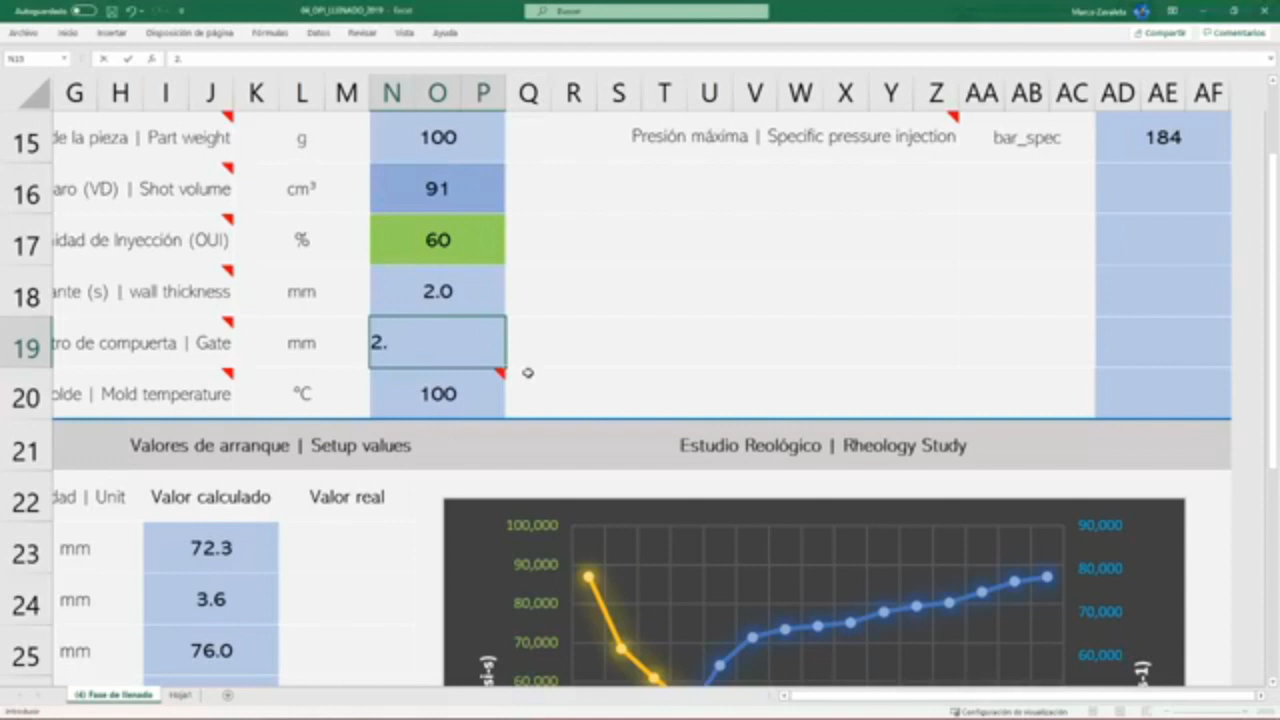 Autoguardado 04_OPI_LLENADO_2019 - Excel Buscar Marco Zavaleta
Archivo Inicio Insertar Disposición de página Fórmulas Datos Revisar Vista Ayuda Compartir Comentarios
N19 2.
G H I J K L M N O P Q R S T U V W X Y Z AA AB AC AD AE AF
15 de la pieza | Part weight g 100 Presión máxima | Specific pressure injection bar_spec 184
16 aro (VD) | Shot volume cm³ 91
17 idad de Inyección (OUI) % 60
18 ante (s) | wall thickness mm 2.0
19 tro de compuerta | Gate mm 2.
20 olde | Mold temperature °C 100
21 Valores de arranque | Setup values Estudio Reológico | Rheology Study
22 dad | Unit Valor calculado Valor real
23 mm 72.3
24 mm 3.6
25 mm 76.0
100,000 90,000
90,000 80,000
80,000 70,000
70,000 60,000
60,000
si-s) s-1)
(4) Fase de llenado Hoja1
Introducir Configuración de visualización